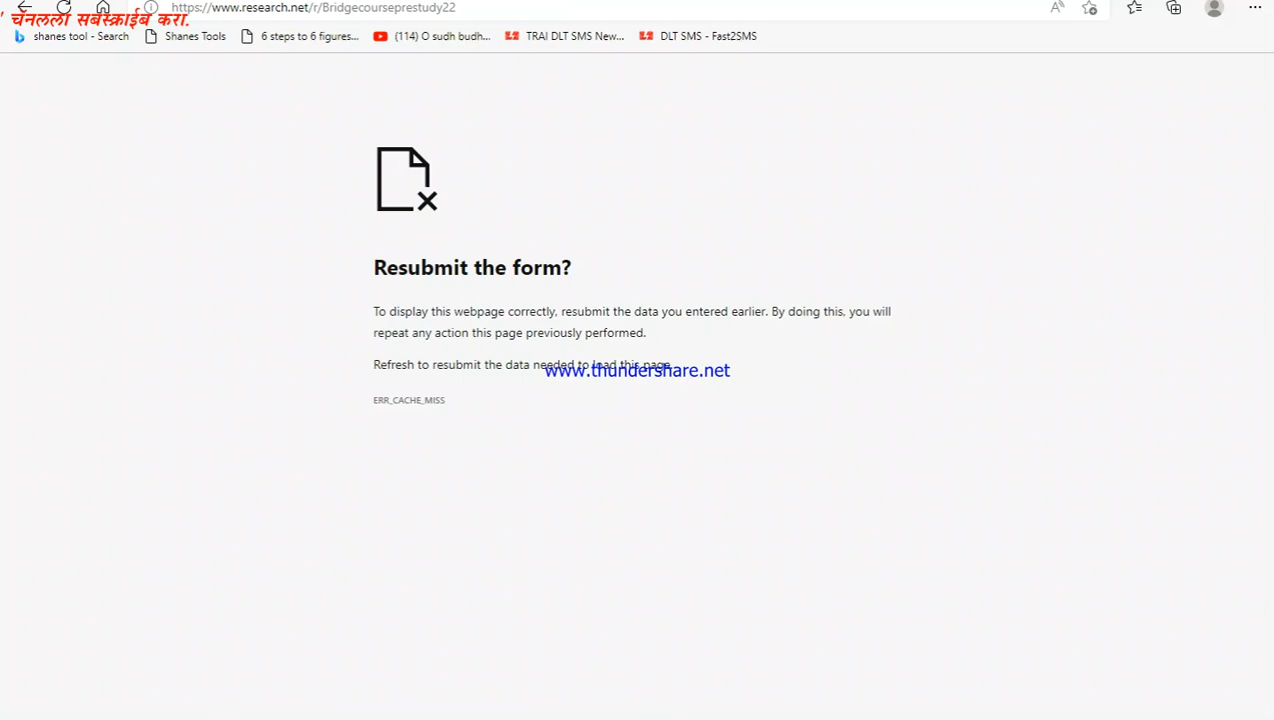 https://www.research.net/r/Bridgecourseprestudy22
' चॅनलला सबस्क्राईब करा.
shanes tool - Search
Shanes Tools
6 steps to 6 figures...
(114) O sudh budh...
TRAI DLT SMS New...
DLT SMS - Fast2SMS
Resubmit the form?
To display this webpage correctly, resubmit the data you entered earlier. By doing this, you will
repeat any action this page previously performed.
Refresh to resubmit the data needed to load this page.
www.thundershare.net
ERR_CACHE_MISS